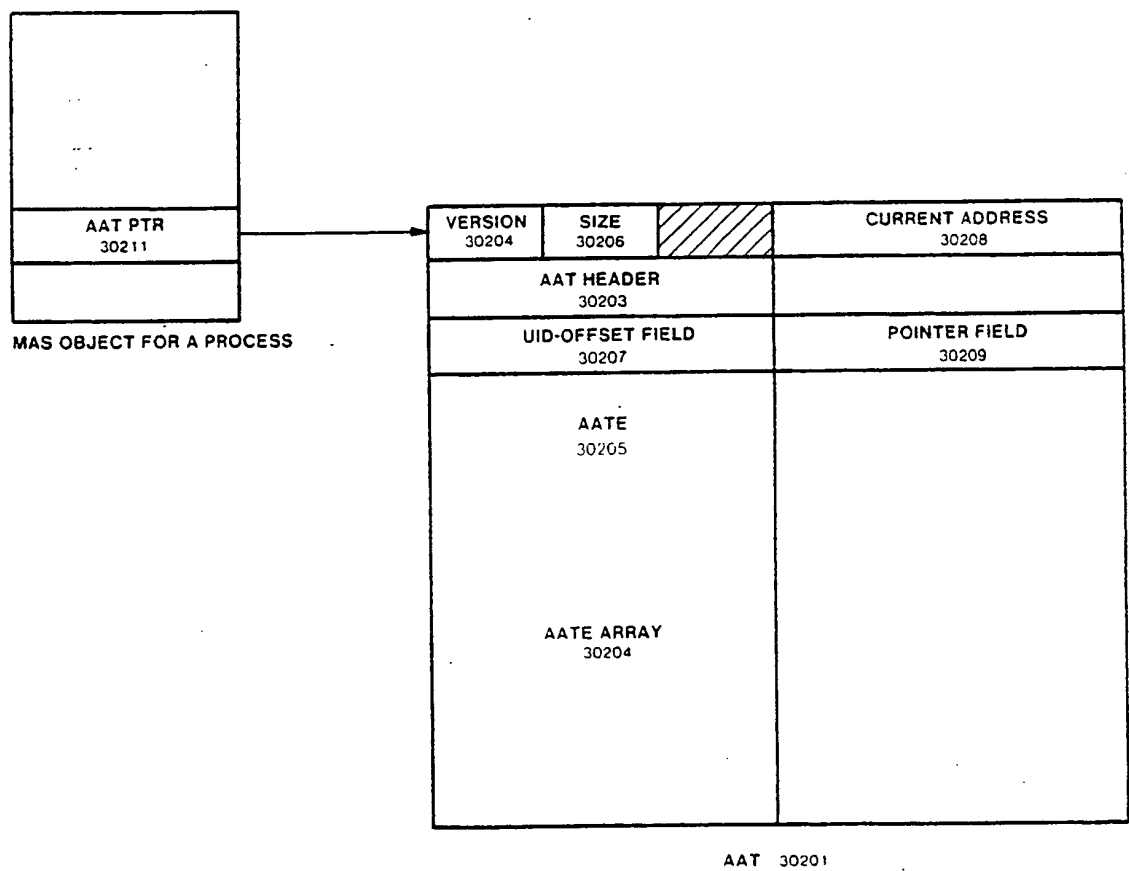 AAT PTR
30211
MAS OBJECT FOR A PROCESS
VERSION
30204
SIZE
30206
CURRENT ADDRESS
30208
AAT HEADER
30203
UID-OFFSET FIELD
30207
POINTER FIELD
30209
AATE
30205
AATE ARRAY
30204
AAT 30201